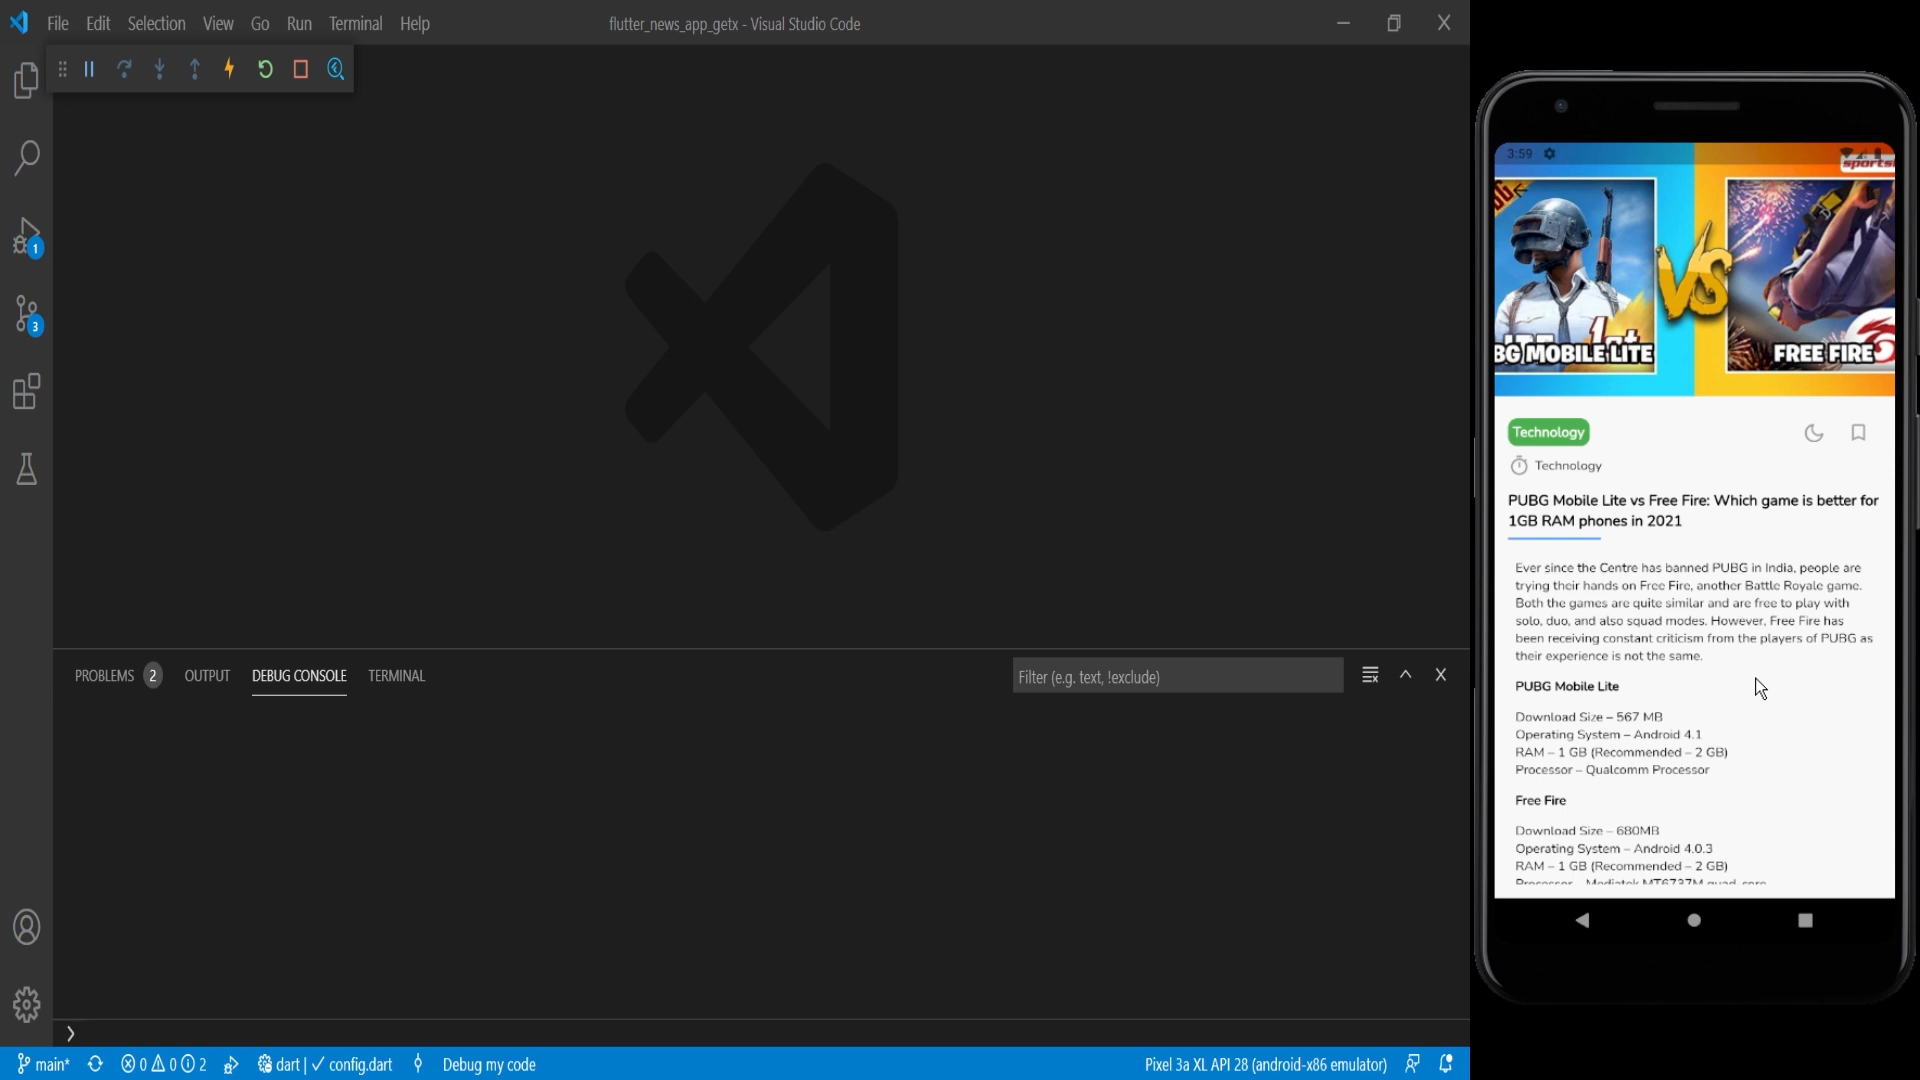 File Edit Selection View Go Run Terminal Help
flutter_news_app_getx - Visual Studio Code
1
3
PROBLEMS 2 OUTPUT DEBUG CONSOLE TERMINAL
Filter (e.g. text, !exclude)
main* 0 0 2 dart | ✓ config.dart Debug my code
Pixel 3a XL API 28 (android-x86 emulator)
3:59
VS
BG MOBILE LITE
FREE FIRE
Technology
Technology
PUBG Mobile Lite vs Free Fire: Which game is better for
1GB RAM phones in 2021
Ever since the Centre has banned PUBG in India, people are
trying their hands on Free Fire, another Battle Royale game.
Both the games are quite similar and are free to play with
solo, duo, and also squad modes. However, Free Fire has
been receiving constant criticism from the players of PUBG as
their experience is not the same.
PUBG Mobile Lite
Download Size – 567 MB
Operating System – Android 4.1
RAM – 1 GB (Recommended – 2 GB)
Processor – Qualcomm Processor
Free Fire
Download Size – 680MB
Operating System – Android 4.0.3
RAM – 1 GB (Recommended – 2 GB)
Processor – Mediatek MT6737M quad-core